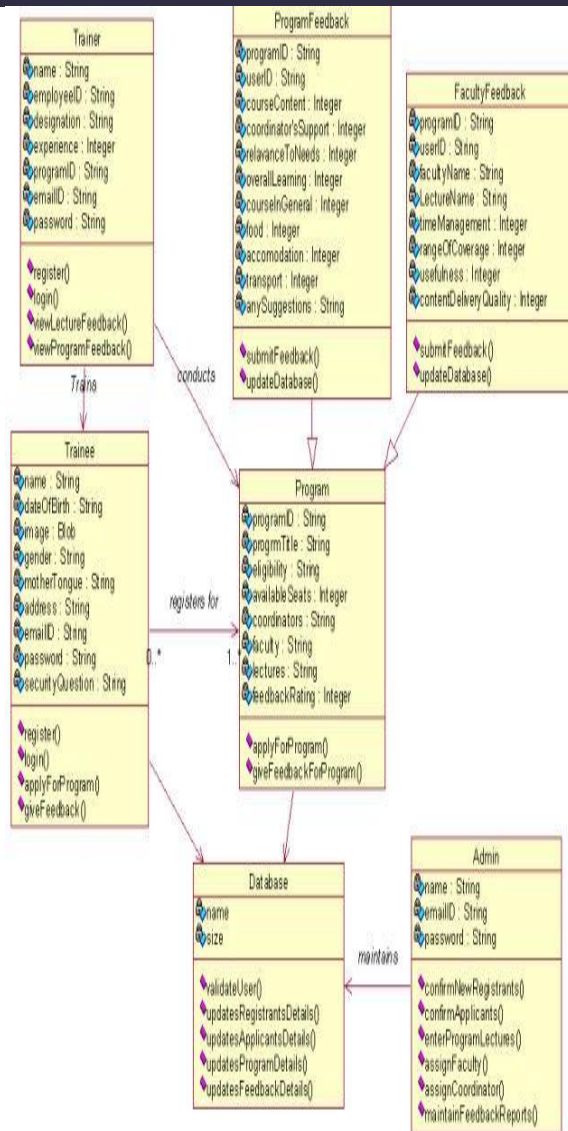 Trainer
name : String
employeeID : String
designation : String
experience : Integer
programID : String
emailID : String
password : String
register()
login()
viewLectureFeedback()
viewProgramFeedback()
ProgramFeedback
programID : String
userID : String
courseContent : Integer
coordinator'sSupport : Integer
relavanceToNeeds : Integer
overallLearning : Integer
courseInGeneral : Integer
food : Integer
accomodation : Integer
transport : Integer
anySuggestions : String
submitFeedback()
updateDatabase()
FacultyFeedback
programID : String
userID : String
facultyName : String
LectureName : String
timeManagement : Integer
rangeOfCoverage : Integer
usefulness : Integer
contentDeliveryQuality : Integer
submitFeedback()
updateDatabase()
Trains
conducts
Trainee
name : String
dateOfBirth : String
image : Blob
gender : String
motherTongue : String
address : String
emailID : String
password : String
securityQuestion : String
register()
login()
applyForProgram()
giveFeedback()
registers for
0..*
1..*
Program
programID : String
progrmTitle : String
eligibility : String
availableSeats : Integer
coordinators : String
faculty : String
lectures : String
feedbackRating : Integer
applyForProgram()
giveFeedbackForProgram()
Database
name
size
validateUser()
updatesRegistrantsDetails()
updatesApplicantsDetails()
updatesProgramDetails()
updatesFeedbackDetails()
maintains
Admin
name : String
emailID : String
password : String
confirmNewRegistrants()
confirmApplicants()
enterProgramLectures()
assignFaculty()
assignCoordinator()
maintainFeedbackReports()